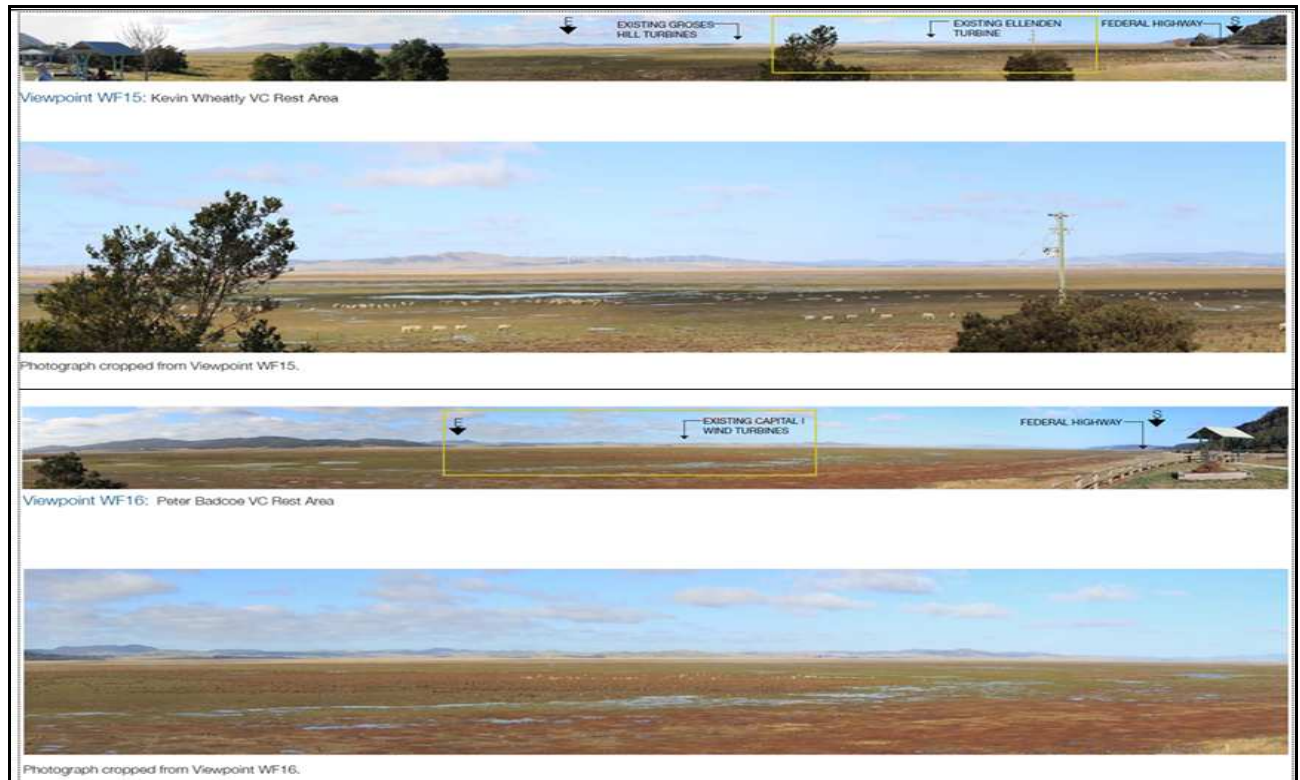 E
EXISTING GROSES
HILL TURBINES
EXISTING ELLENDEN
TURBINE
FEDERAL HIGHWAY
S
Viewpoint WF15: Kevin Wheatly VC Rest Area
Photograph cropped from Viewpoint WF15.
E
EXISTING CAPITAL I
WIND TURBINES
FEDERAL HIGHWAY
S
Viewpoint WF16: Peter Badcoe VC Rest Area
Photograph cropped from Viewpoint WF16.